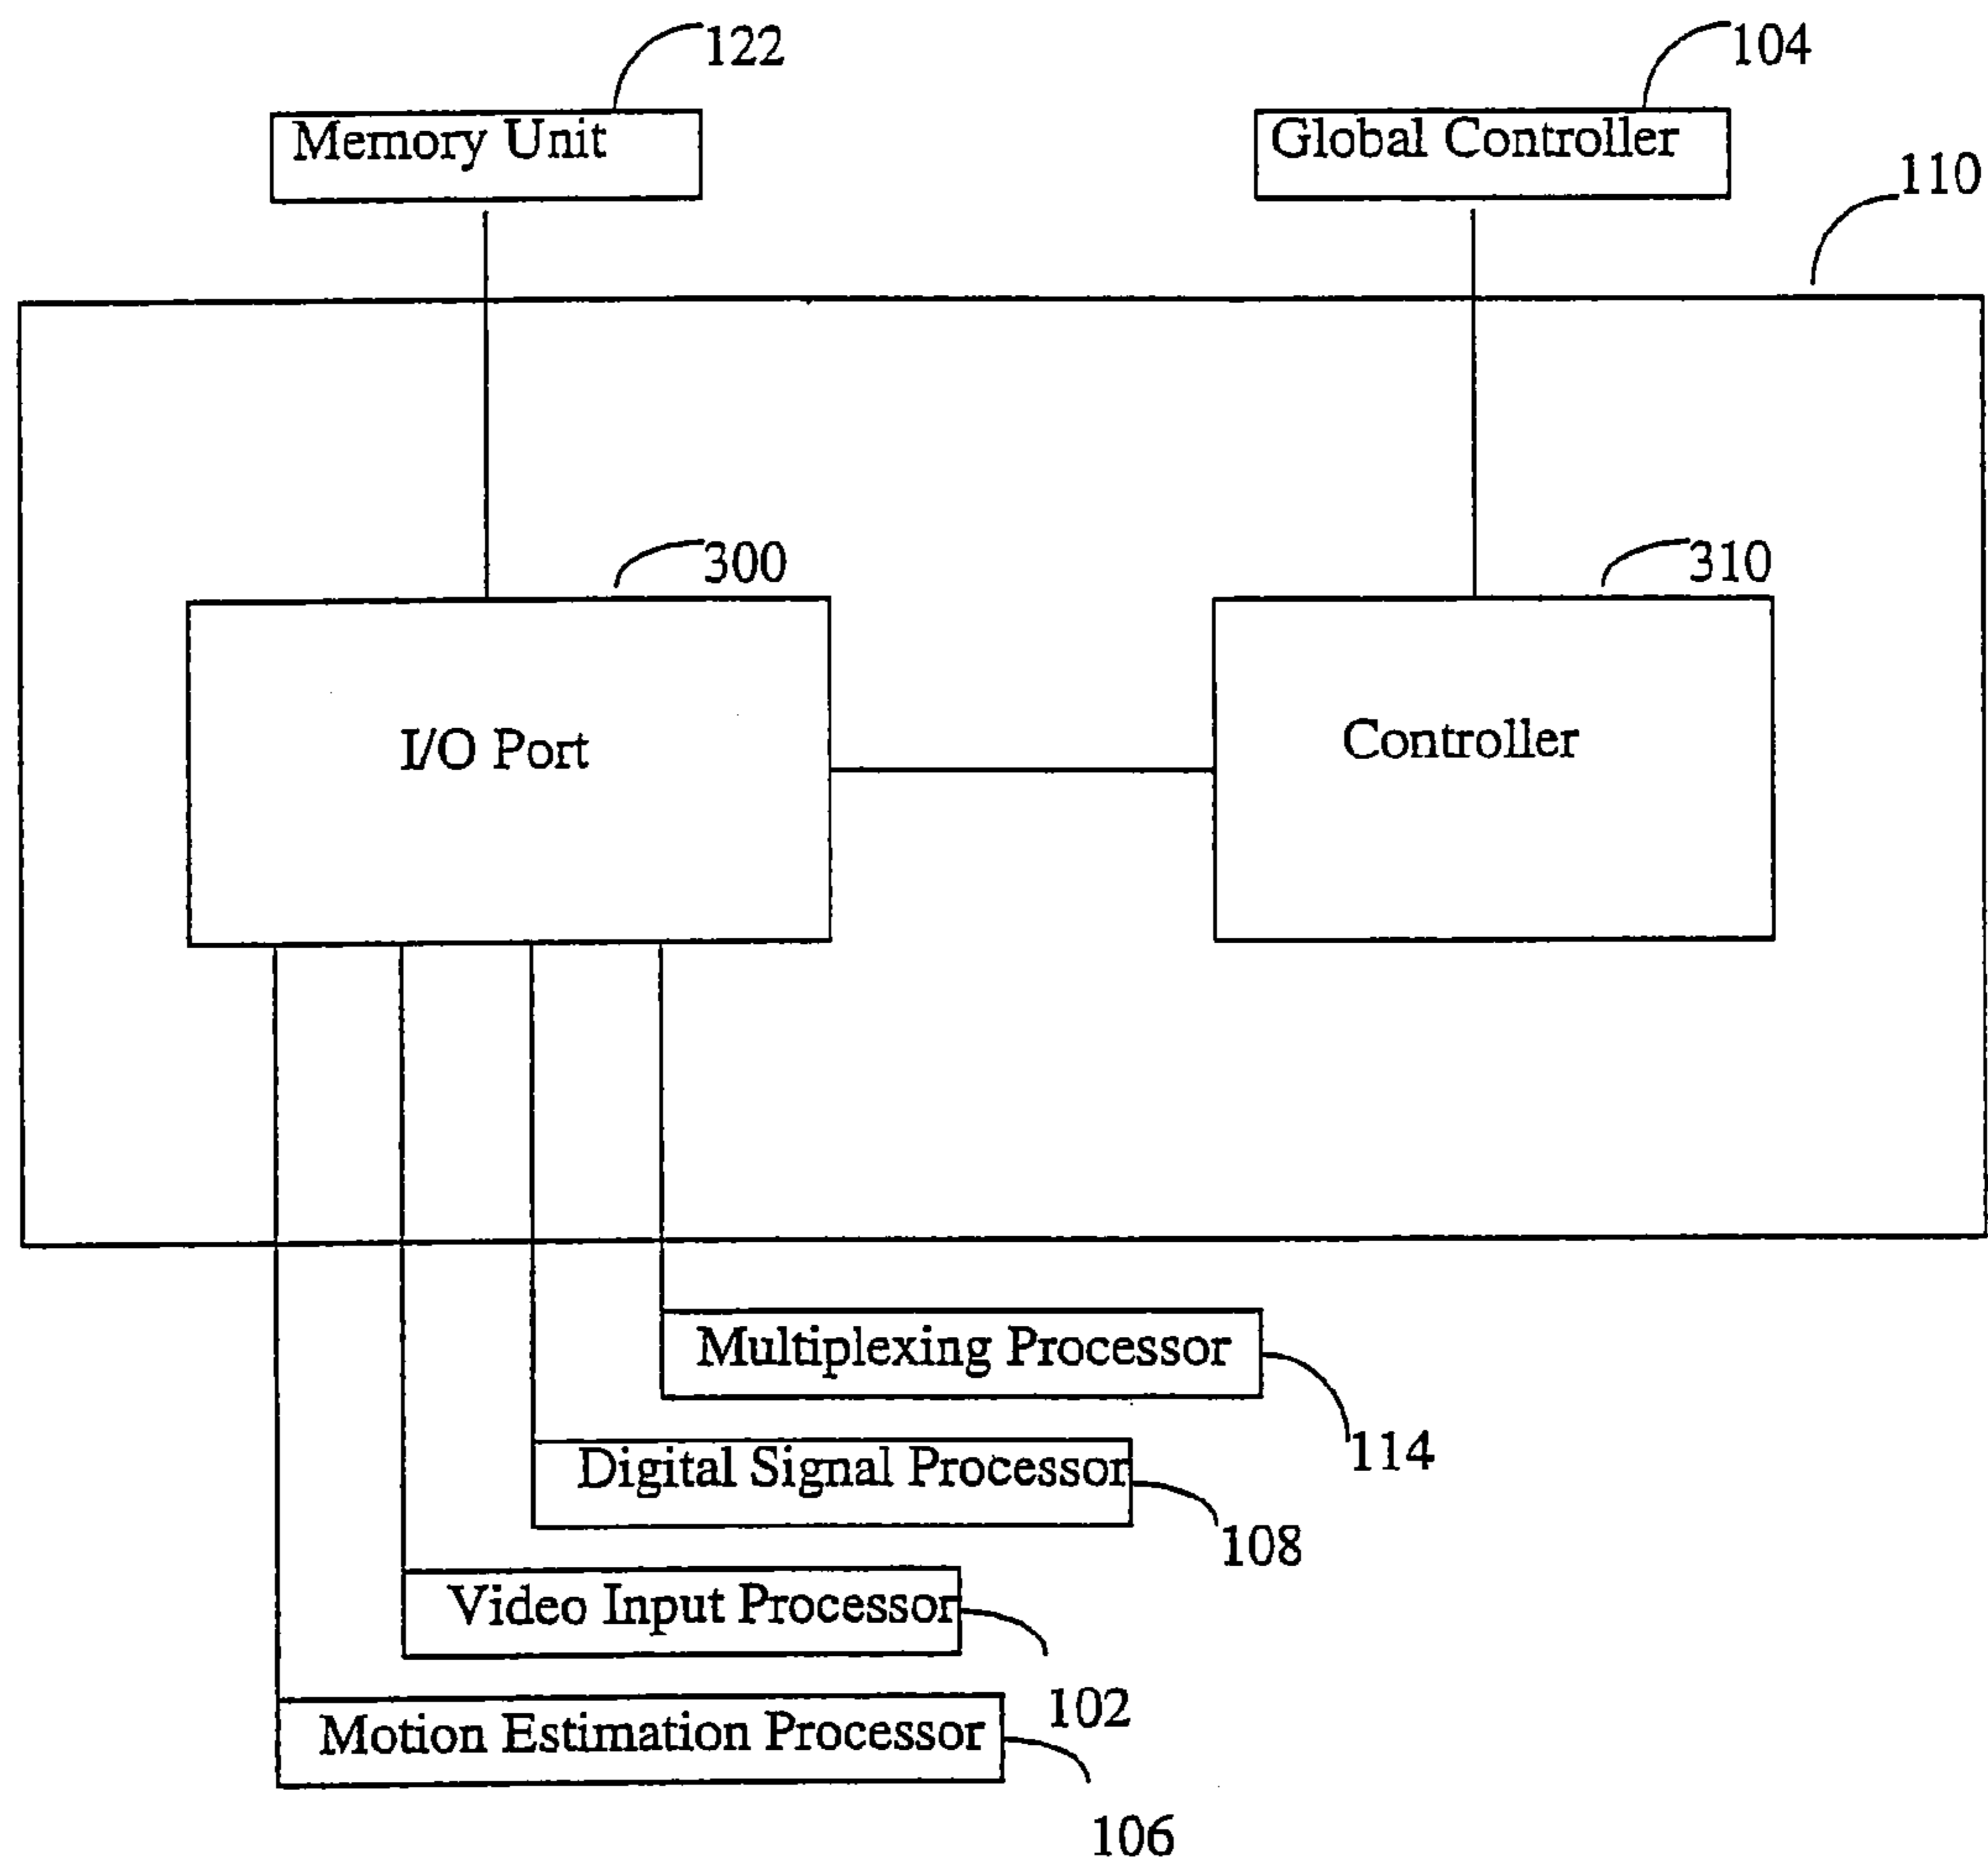 122
104
Memory Unit
Global Controller
110
300
310
I/O Port
Controller
Multiplexing Processor
114
Digital Signal Processor
108
Video Input Processor
102
Motion Estimation Processor
106